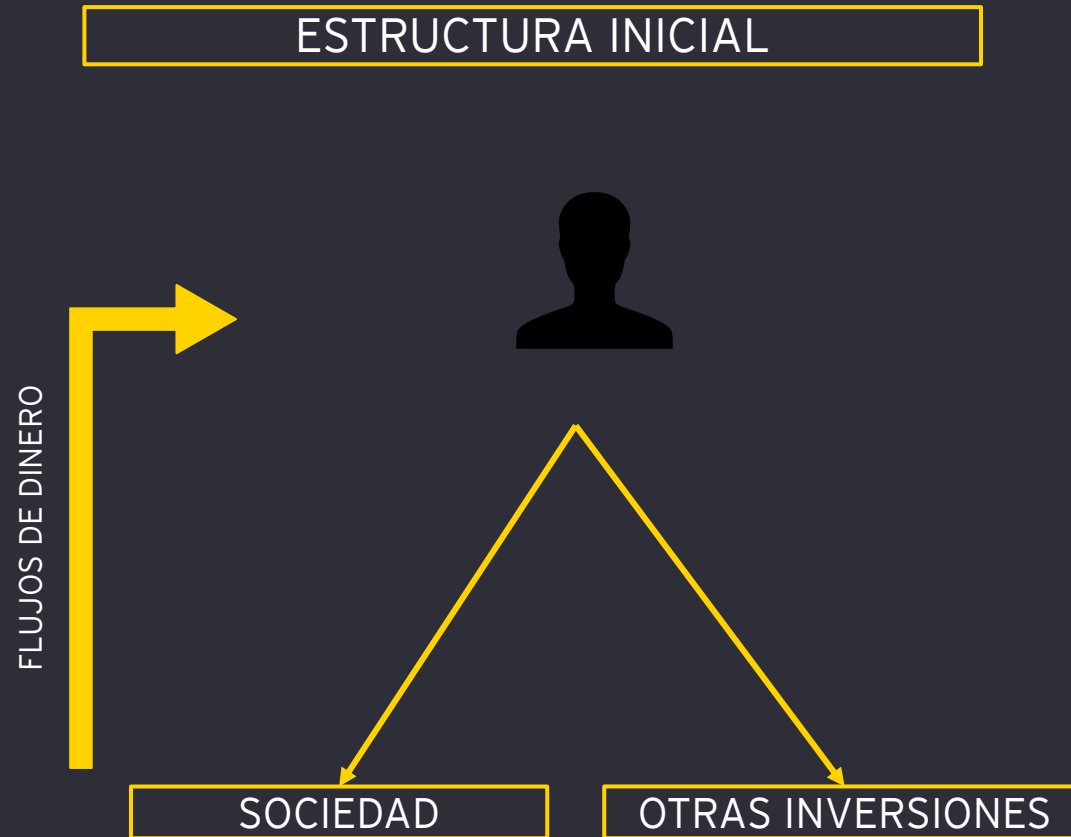 ESTRUCTURA INICIAL
FLUJOS DE DINERO
SOCIEDAD
OTRAS INVERSIONES